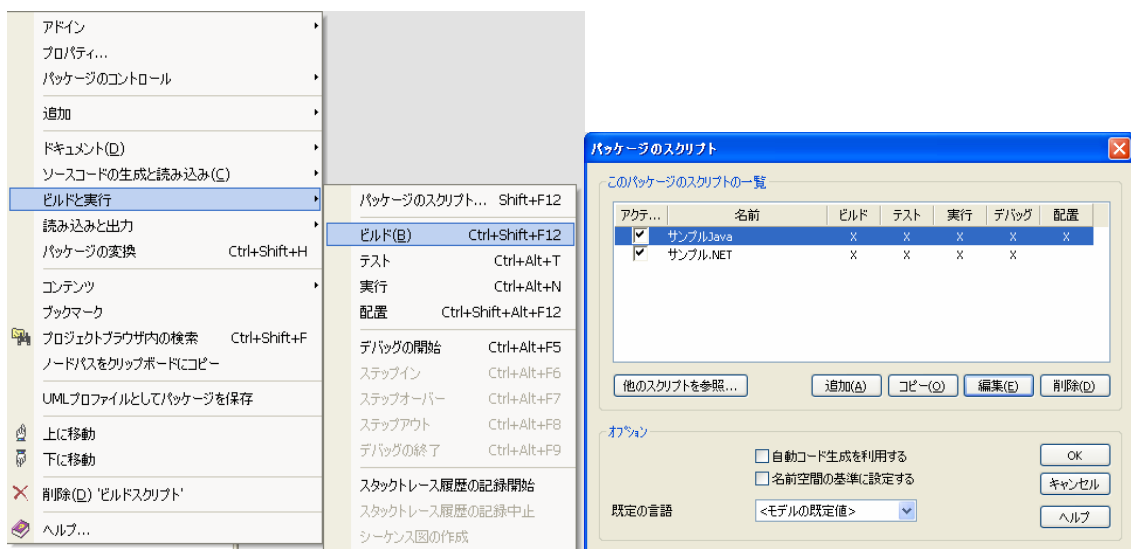 アドイン
プロパティ...
パッケージのコントロール
追加
ドキュメント(D)
ソースコードの生成と読み込み(C)
ビルドと実行
読み込みと出力
パッケージの変換 Ctrl+Shift+H
コンテンツ
ブックマーク
プロジェクトブラウザ内の検索 Ctrl+Shift+F
ノードパスをクリップボードにコピー
UMLプロファイルとしてパッケージを保存
上に移動
下に移動
削除(D) 'ビルドスクリプト'
ヘルプ...
パッケージのスクリプト... Shift+F12
ビルド(B) Ctrl+Shift+F12
テスト Ctrl+Alt+T
実行 Ctrl+Alt+N
配置 Ctrl+Shift+Alt+F12
デバッグの開始 Ctrl+Alt+F5
ステップイン Ctrl+Alt+F6
ステップオーバー Ctrl+Alt+F7
ステップアウト Ctrl+Alt+F8
デバッグの終了 Ctrl+Alt+F9
スタックトレース履歴の記録開始
スタックトレース履歴の記録中止
シーケンス図の作成
パッケージのスクリプト
このパッケージのスクリプトの一覧
アクテ... 名前 ビルド テスト 実行 デバッグ 配置
サンプルJava X X X X X
サンプル.NET X X X X
他のスクリプトを参照... 追加(A) コピー(O) 編集(E) 削除(D)
オプション
自動コード生成を利用する OK
名前空間の基準に設定する キャンセル
既定の言語 <モデルの既定値> ヘルプ